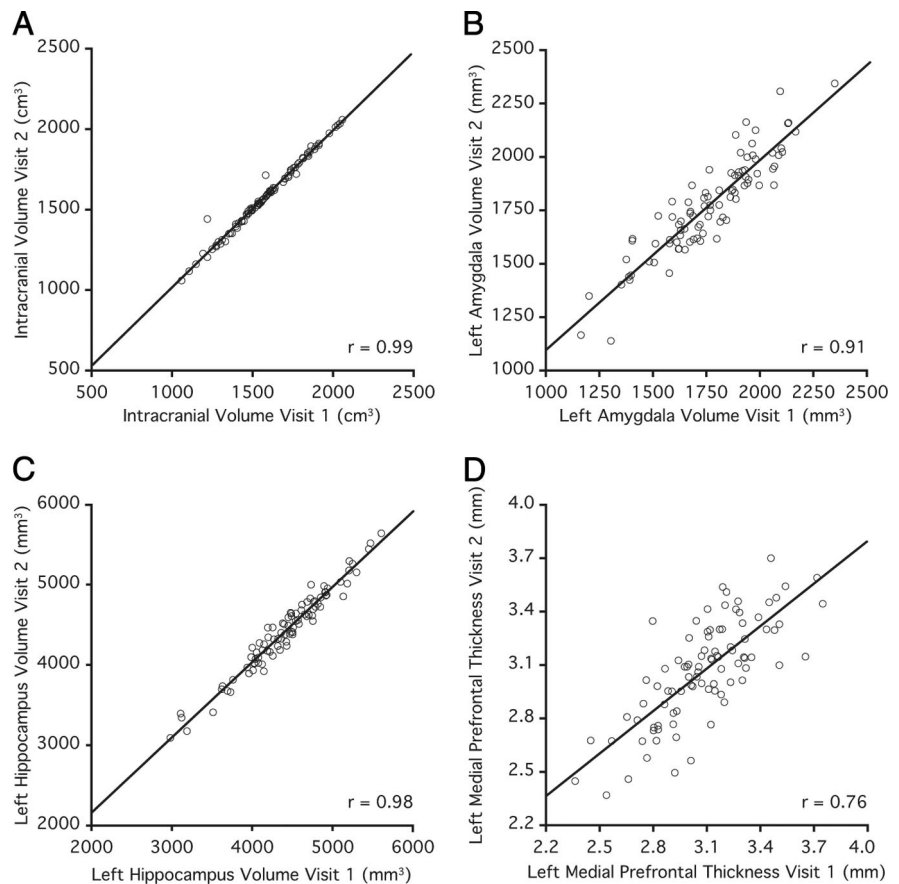 A
Intracranial Volume Visit 2 (cm³)
2500
2000
1500
1000
500
500 1000 1500 2000 2500
r = 0.99
Intracranial Volume Visit 1 (cm³)
B
Left Amygdala Volume Visit 2 (mm³)
2500
2250
2000
1750
1500
1250
1000
1000 1250 1500 1750 2000 2250 2500
r = 0.91
Left Amygdala Volume Visit 1 (mm³)
C
Left Hippocampus Volume Visit 2 (mm³)
6000
5000
4000
3000
2000
2000 3000 4000 5000 6000
r = 0.98
Left Hippocampus Volume Visit 1 (mm³)
D
Left Medial Prefrontal Thickness Visit 2 (mm)
4.0
3.7
3.4
3.1
2.8
2.5
2.2
2.2 2.5 2.8 3.1 3.4 3.7 4.0
r = 0.76
Left Medial Prefrontal Thickness Visit 1 (mm)